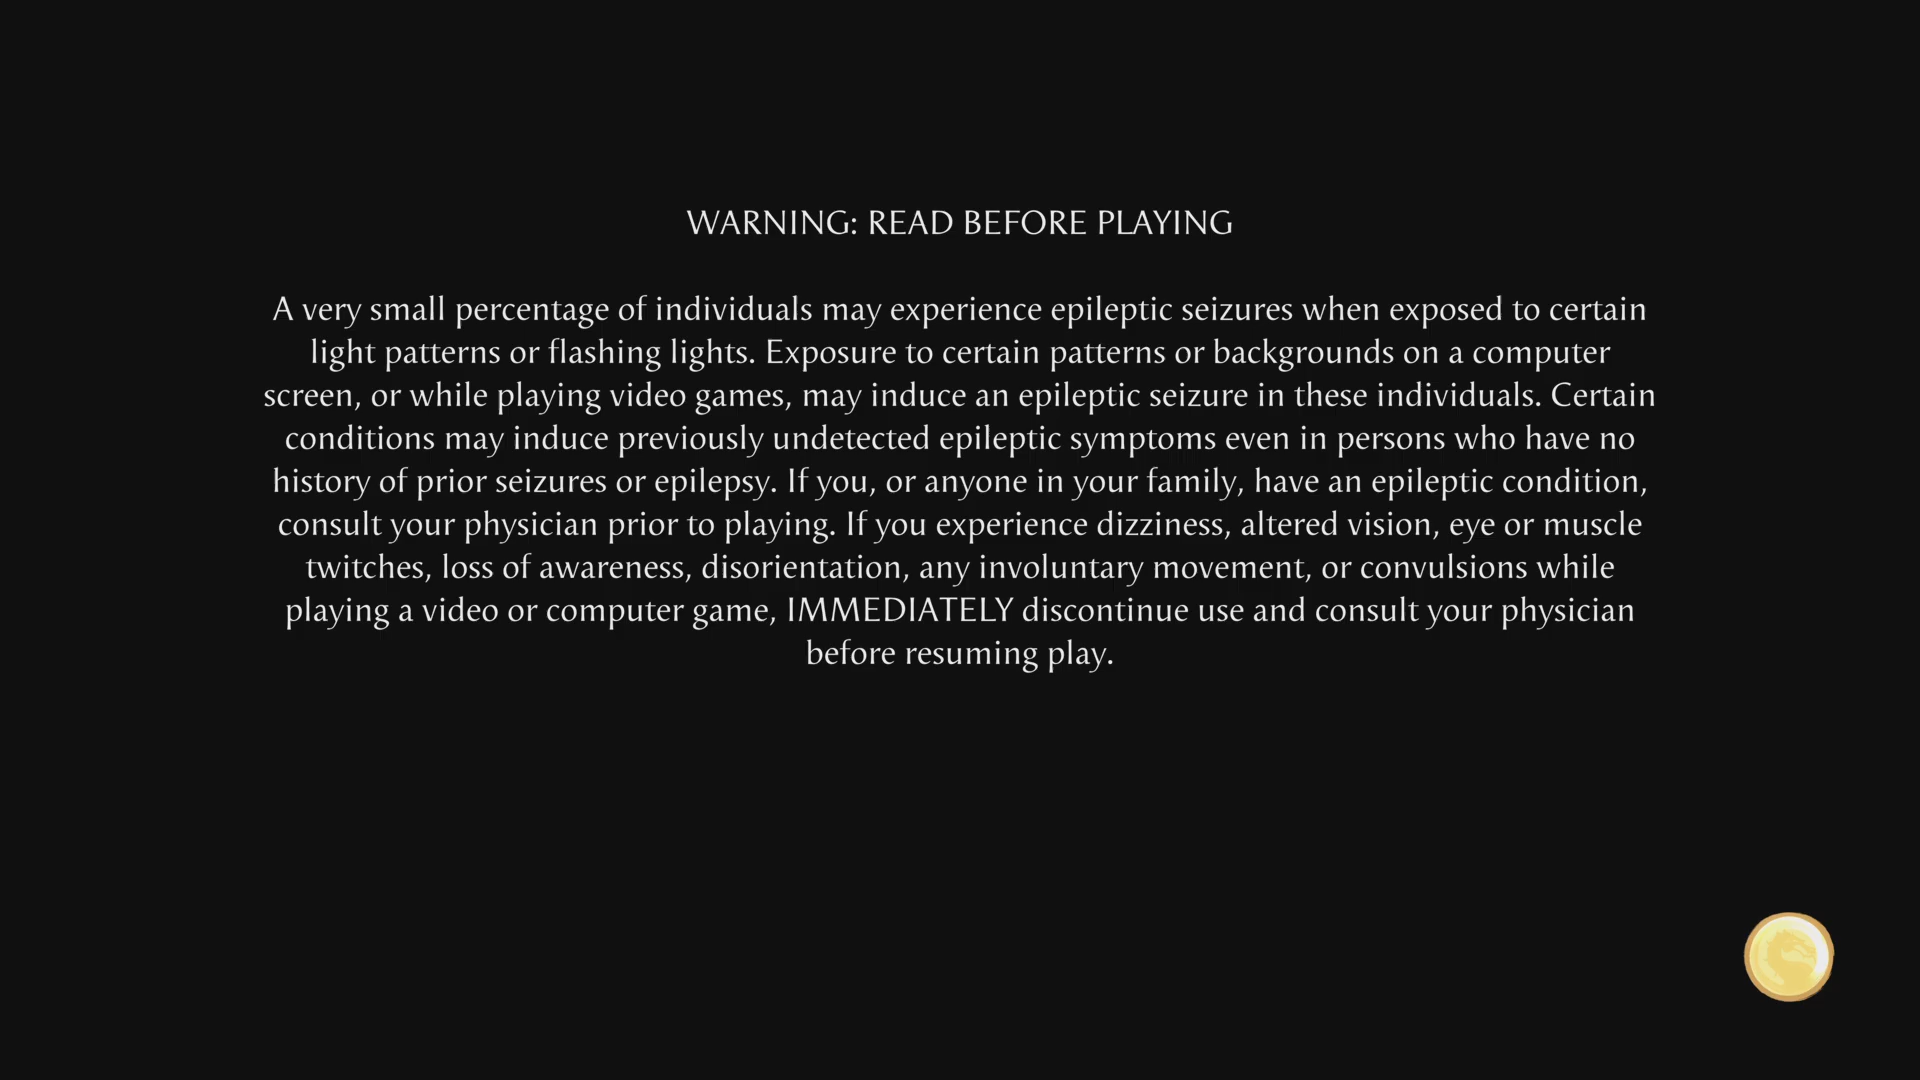 WARNING: READ BEFORE PLAYING
A very small percentage of individuals may experience epileptic seizures when exposed to certain
light patterns or flashing lights. Exposure to certain patterns or backgrounds on a computer
screen, or while playing video games, may induce an epileptic seizure in these individuals. Certain
conditions may induce previously undetected epileptic symptoms even in persons who have no
history of prior seizures or epilepsy. If you, or anyone in your family, have an epileptic condition,
consult your physician prior to playing. If you experience dizziness, altered vision, eye or muscle
twitches, loss of awareness, disorientation, any involuntary movement, or convulsions while
playing a video or computer game, IMMEDIATELY discontinue use and consult your physician
before resuming play.